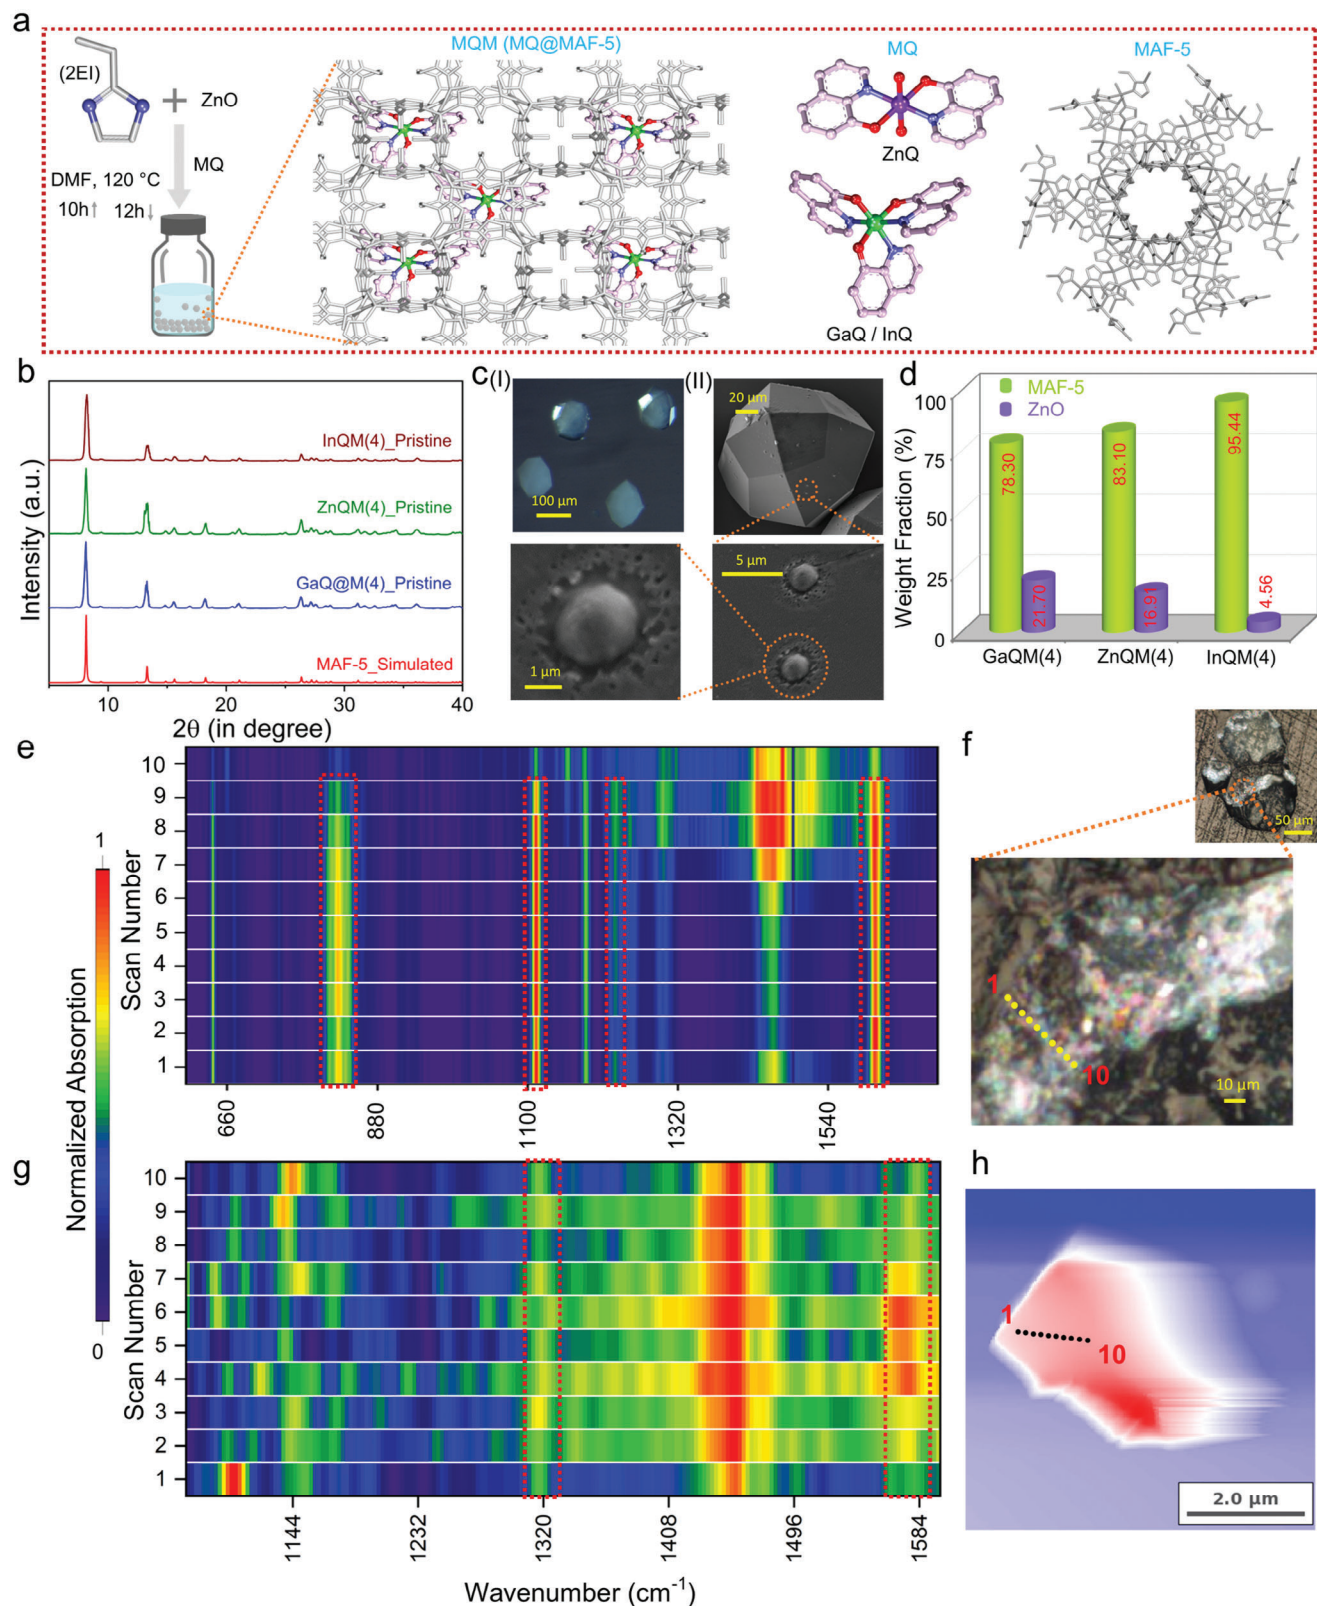 a
MQM (MQ@MAF-5)
MQ
MAF-5
(2EI)
+ ZnO
MQ
DMF, 120 °C
10h↑ 12h↓
ZnQ
GaQ / InQ
b
Intensity (a.u.)
InQM(4)_Pristine
ZnQM(4)_Pristine
GaQ@M(4)_Pristine
MAF-5_Simulated
10 20 30 40
2θ (in degree)
c(I)
100 μm
(II)
20 μm
1 μm
5 μm
d
MAF-5
ZnO
Weight Fraction (%)
100
75
50
25
0
78.30
21.70
83.10
16.91
95.44
4.56
GaQM(4) ZnQM(4) InQM(4)
e
Scan Number
10
9
8
7
6
5
4
3
2
1
660 880 1100 1320 1540
1
Normalized Absorption
0
f
50 μm
1
10
10 μm
g
Scan Number
10
9
8
7
6
5
4
3
2
1
1144 1232 1320 1408 1496 1584
Wavenumber (cm⁻¹)
h
1
10
2.0 μm